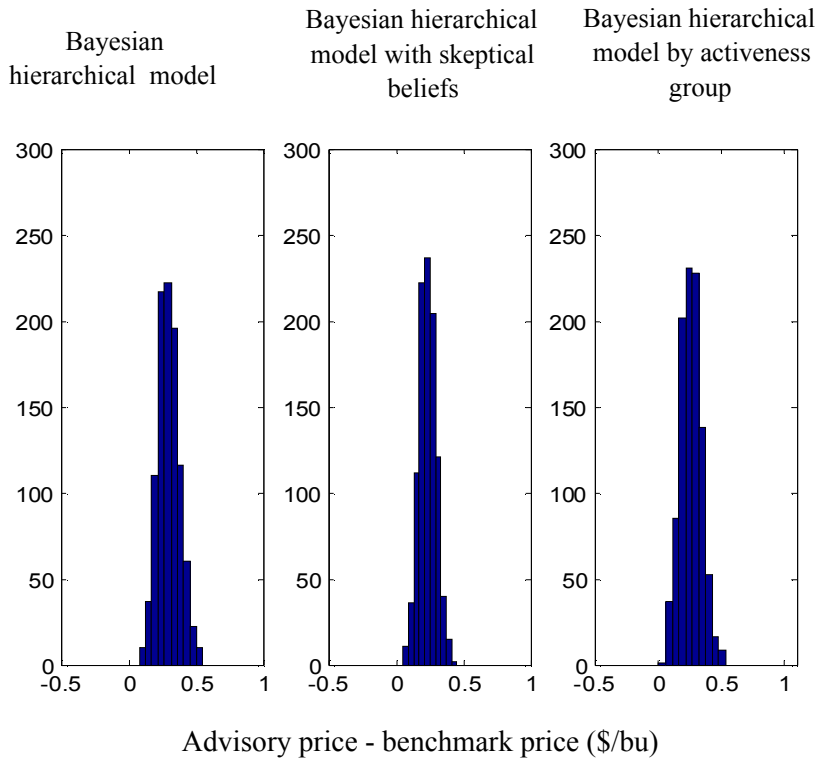 Bayesian
hierarchical model
Bayesian hierarchical
model with skeptical
beliefs
Bayesian hierarchical
model by activeness
group
300
250
200
150
100
50
0
-0.5 0 0.5 1
300
250
200
150
100
50
0
-0.5 0 0.5 1
300
250
200
150
100
50
0
-0.5 0 0.5 1
Advisory price - benchmark price ($/bu)